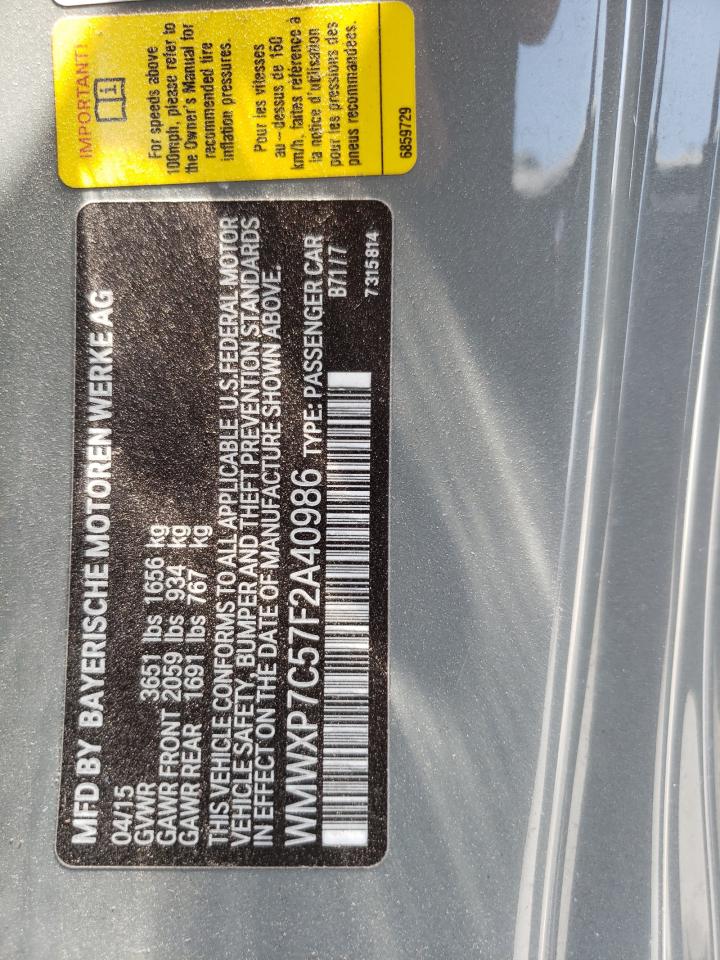 MFD BY BAYERISCHE MOTOREN WERKE AG
04/15
GVWR 3651 lbs 1656 kg
GAWR FRONT 2059 lbs 934 kg
GAWR REAR 1691 lbs 767 kg
THIS VEHICLE CONFORMS TO ALL APPLICABLE U.S. FEDERAL MOTOR
VEHICLE SAFETY, BUMPER AND THEFT PREVENTION STANDARDS
IN EFFECT ON THE DATE OF MANUFACTURE SHOWN ABOVE.
WMWXP7C57F2A40986 TYPE: PASSENGER CAR
B7177
7315814
IMPORTANT!
For speeds above
100mph, please refer to
the Owner's Manual for
recommended tire
inflation pressures.
Pour les vitesses
au-dessus de 160
km/h, faites référence à
la notice d'utilisation
pour les pressions des
pneus recommandées.
6859729